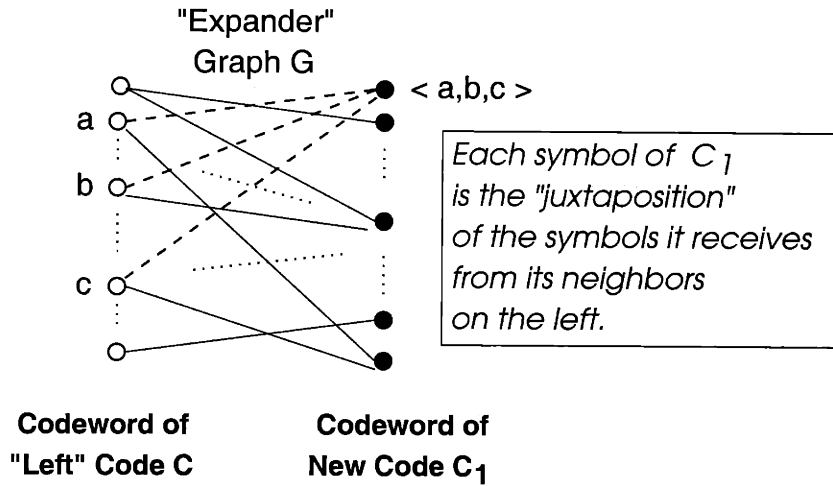 "Expander"
Graph G
< a,b,c >
a
b
c
Each symbol of C1
is the "juxtaposition"
of the symbols it receives
from its neighbors
on the left.
Codeword of
"Left" Code C
Codeword of
New Code C1